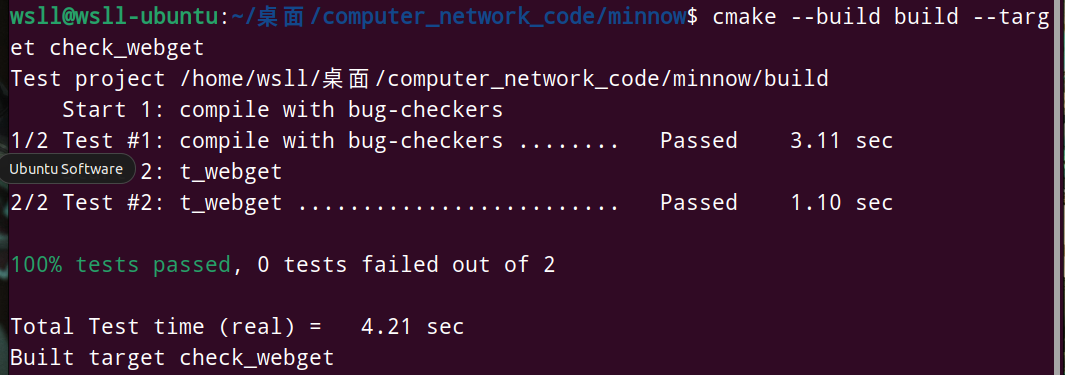 wsll@wsll-ubuntu:~/桌面/computer_network_code/minnow$ cmake --build build --targ
et check_webget
Test project /home/wsll/桌面/computer_network_code/minnow/build
    Start 1: compile with bug-checkers
1/2 Test #1: compile with bug-checkers ........   Passed    3.11 sec
Ubuntu Software 2: t_webget
2/2 Test #2: t_webget .........................   Passed    1.10 sec

100% tests passed, 0 tests failed out of 2

Total Test time (real) =   4.21 sec
Built target check_webget